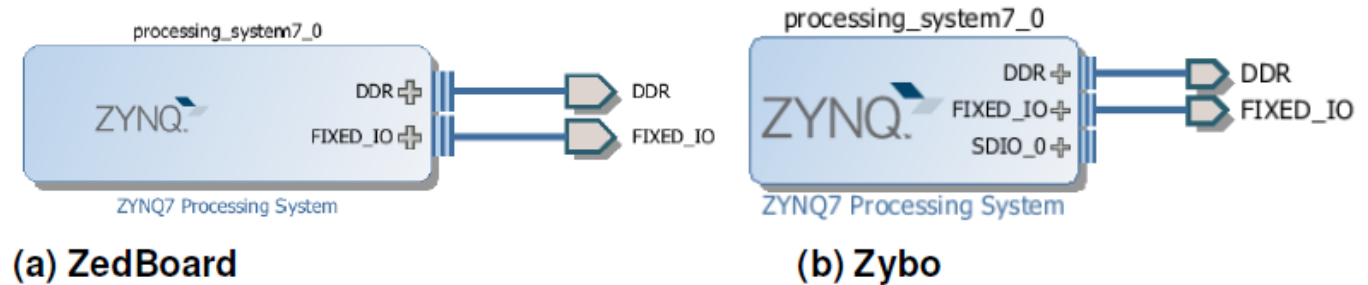 processing_system7_0
DDR
DDR
ZYNQ
FIXED_IO
FIXED_IO
ZYNQ7 Processing System
(a) ZedBoard
processing_system7_0
DDR
DDR
ZYNQ
FIXED_IO
FIXED_IO
SDIO_0
ZYNQ7 Processing System
(b) Zybo